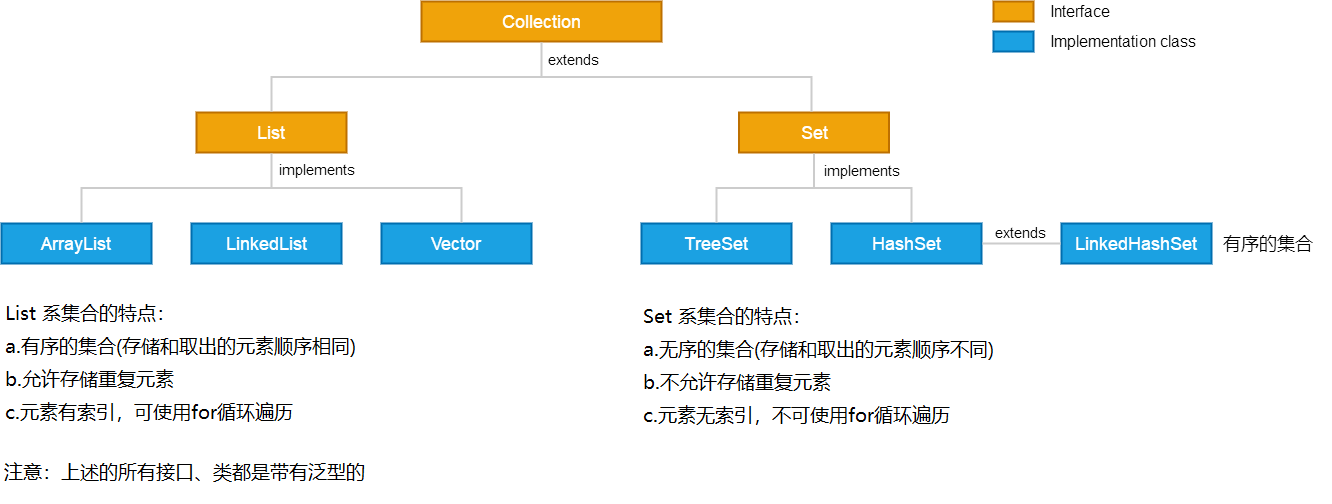 Collection
Interface
Implementation class
extends
List
Set
implements
implements
ArrayList
LinkedList
Vector
TreeSet
HashSet
extends
LinkedHashSet
有序的集合
List 系集合的特点：
a.有序的集合(存储和取出的元素顺序相同)
b.允许存储重复元素
c.元素有索引，可使用for循环遍历
Set 系集合的特点：
a.无序的集合(存储和取出的元素顺序不同)
b.不允许存储重复元素
c.元素无索引，不可使用for循环遍历
注意：上述的所有接口、类都是带有泛型的